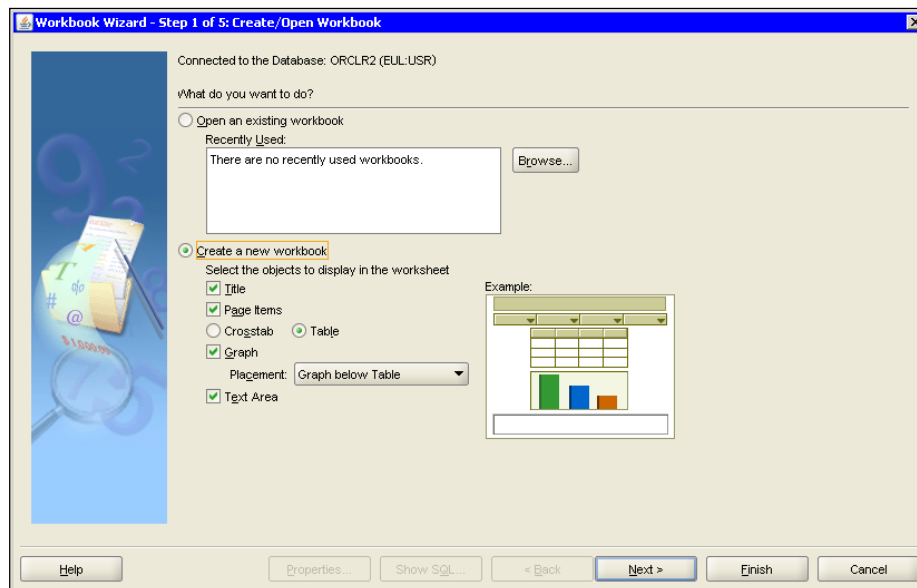 Workbook Wizard - Step 1 of 5: Create/Open Workbook
Connected to the Database: ORCLR2 (EUL:USR)
What do you want to do?
Open an existing workbook
Recently Used:
There are no recently used workbooks.
Browse...
Create a new workbook
Select the objects to display in the worksheet
Title
Example:
Page Items
Crosstab
Table
Graph
Placement:
Graph below Table
Text Area
T
%
#
@
$1,000.00
Help
Properties...
Show SQL...
< Back
Next >
Finish
Cancel